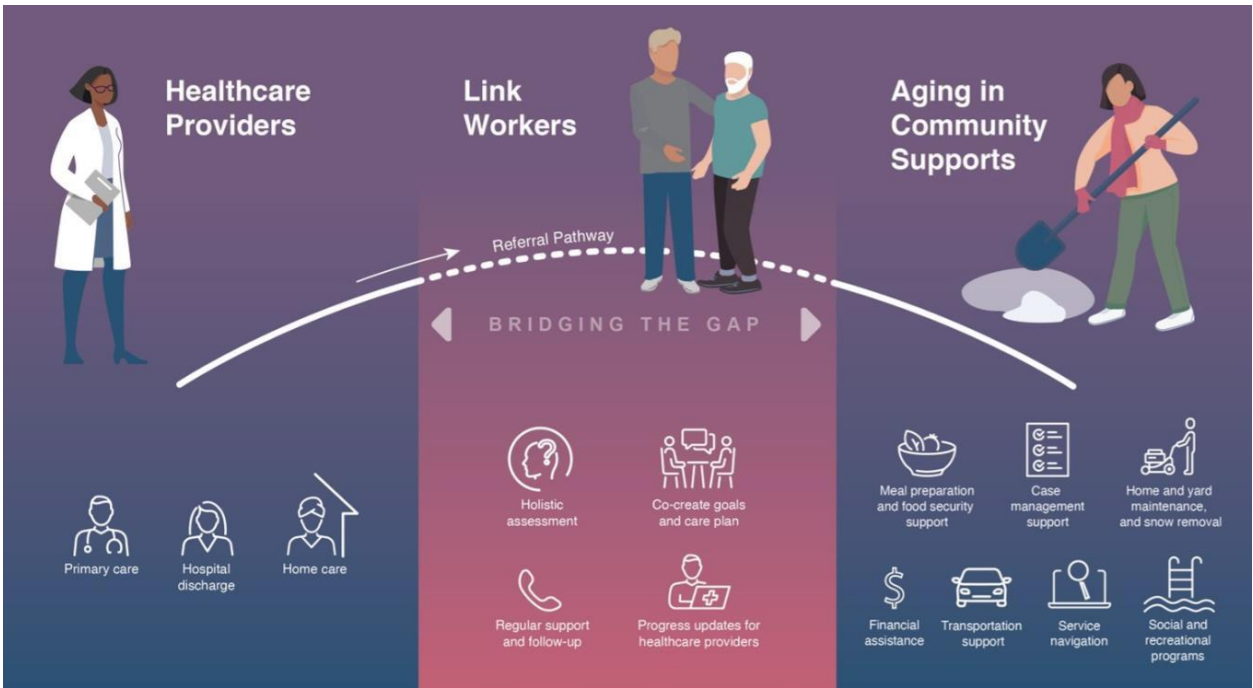 Healthcare
Providers
Link
Workers
Aging in
Community
Supports
Referral Pathway
BRIDGING THE GAP
Primary care
Hospital
discharge
Home care
Holistic
assessment
Co-create goals
and care plan
Regular support
and follow-up
Progress updates for
healthcare providers
Meal preparation
and food security
support
Case
management
support
Home and yard
maintenance,
and snow removal
$
Financial
assistance
Transportation
support
Service
navigation
Social and
recreational
programs